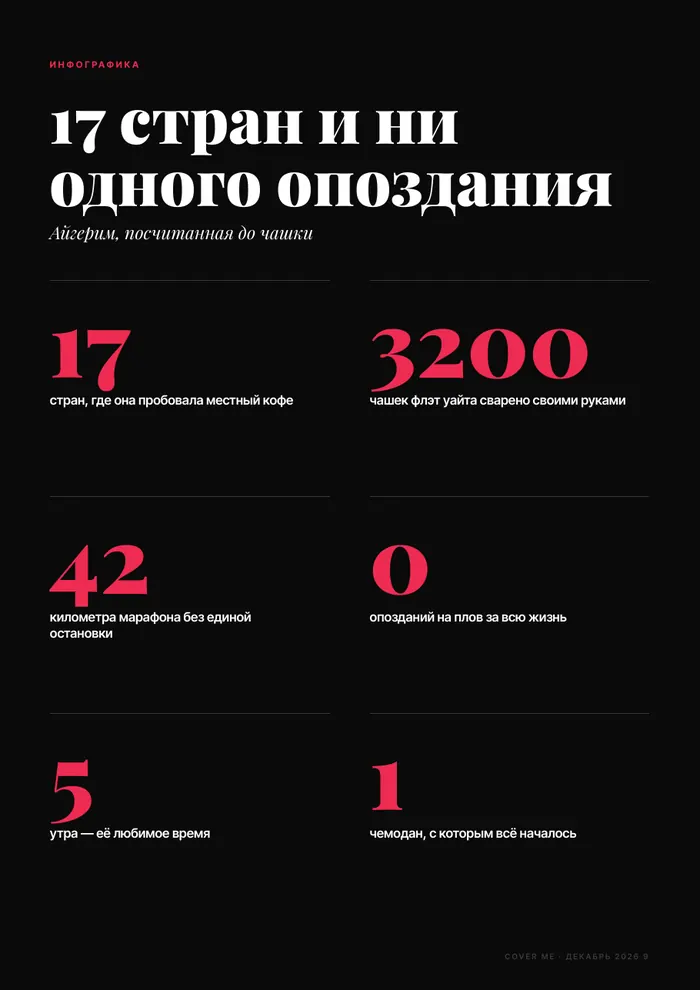 ИНФОГРАФИКА
17 стран и ни
одного опоздания
Айгерим, посчитанная до чашки
17
стран, где она пробовала местный кофе
3200
чашек флэт уайта сварено своими руками
42
километра марафона без единой
остановки
0
опозданий на плов за всю жизнь
5
утра — её любимое время
1
чемодан, с которым всё началось
COVER ME · ДЕКАБРЬ 2026 9